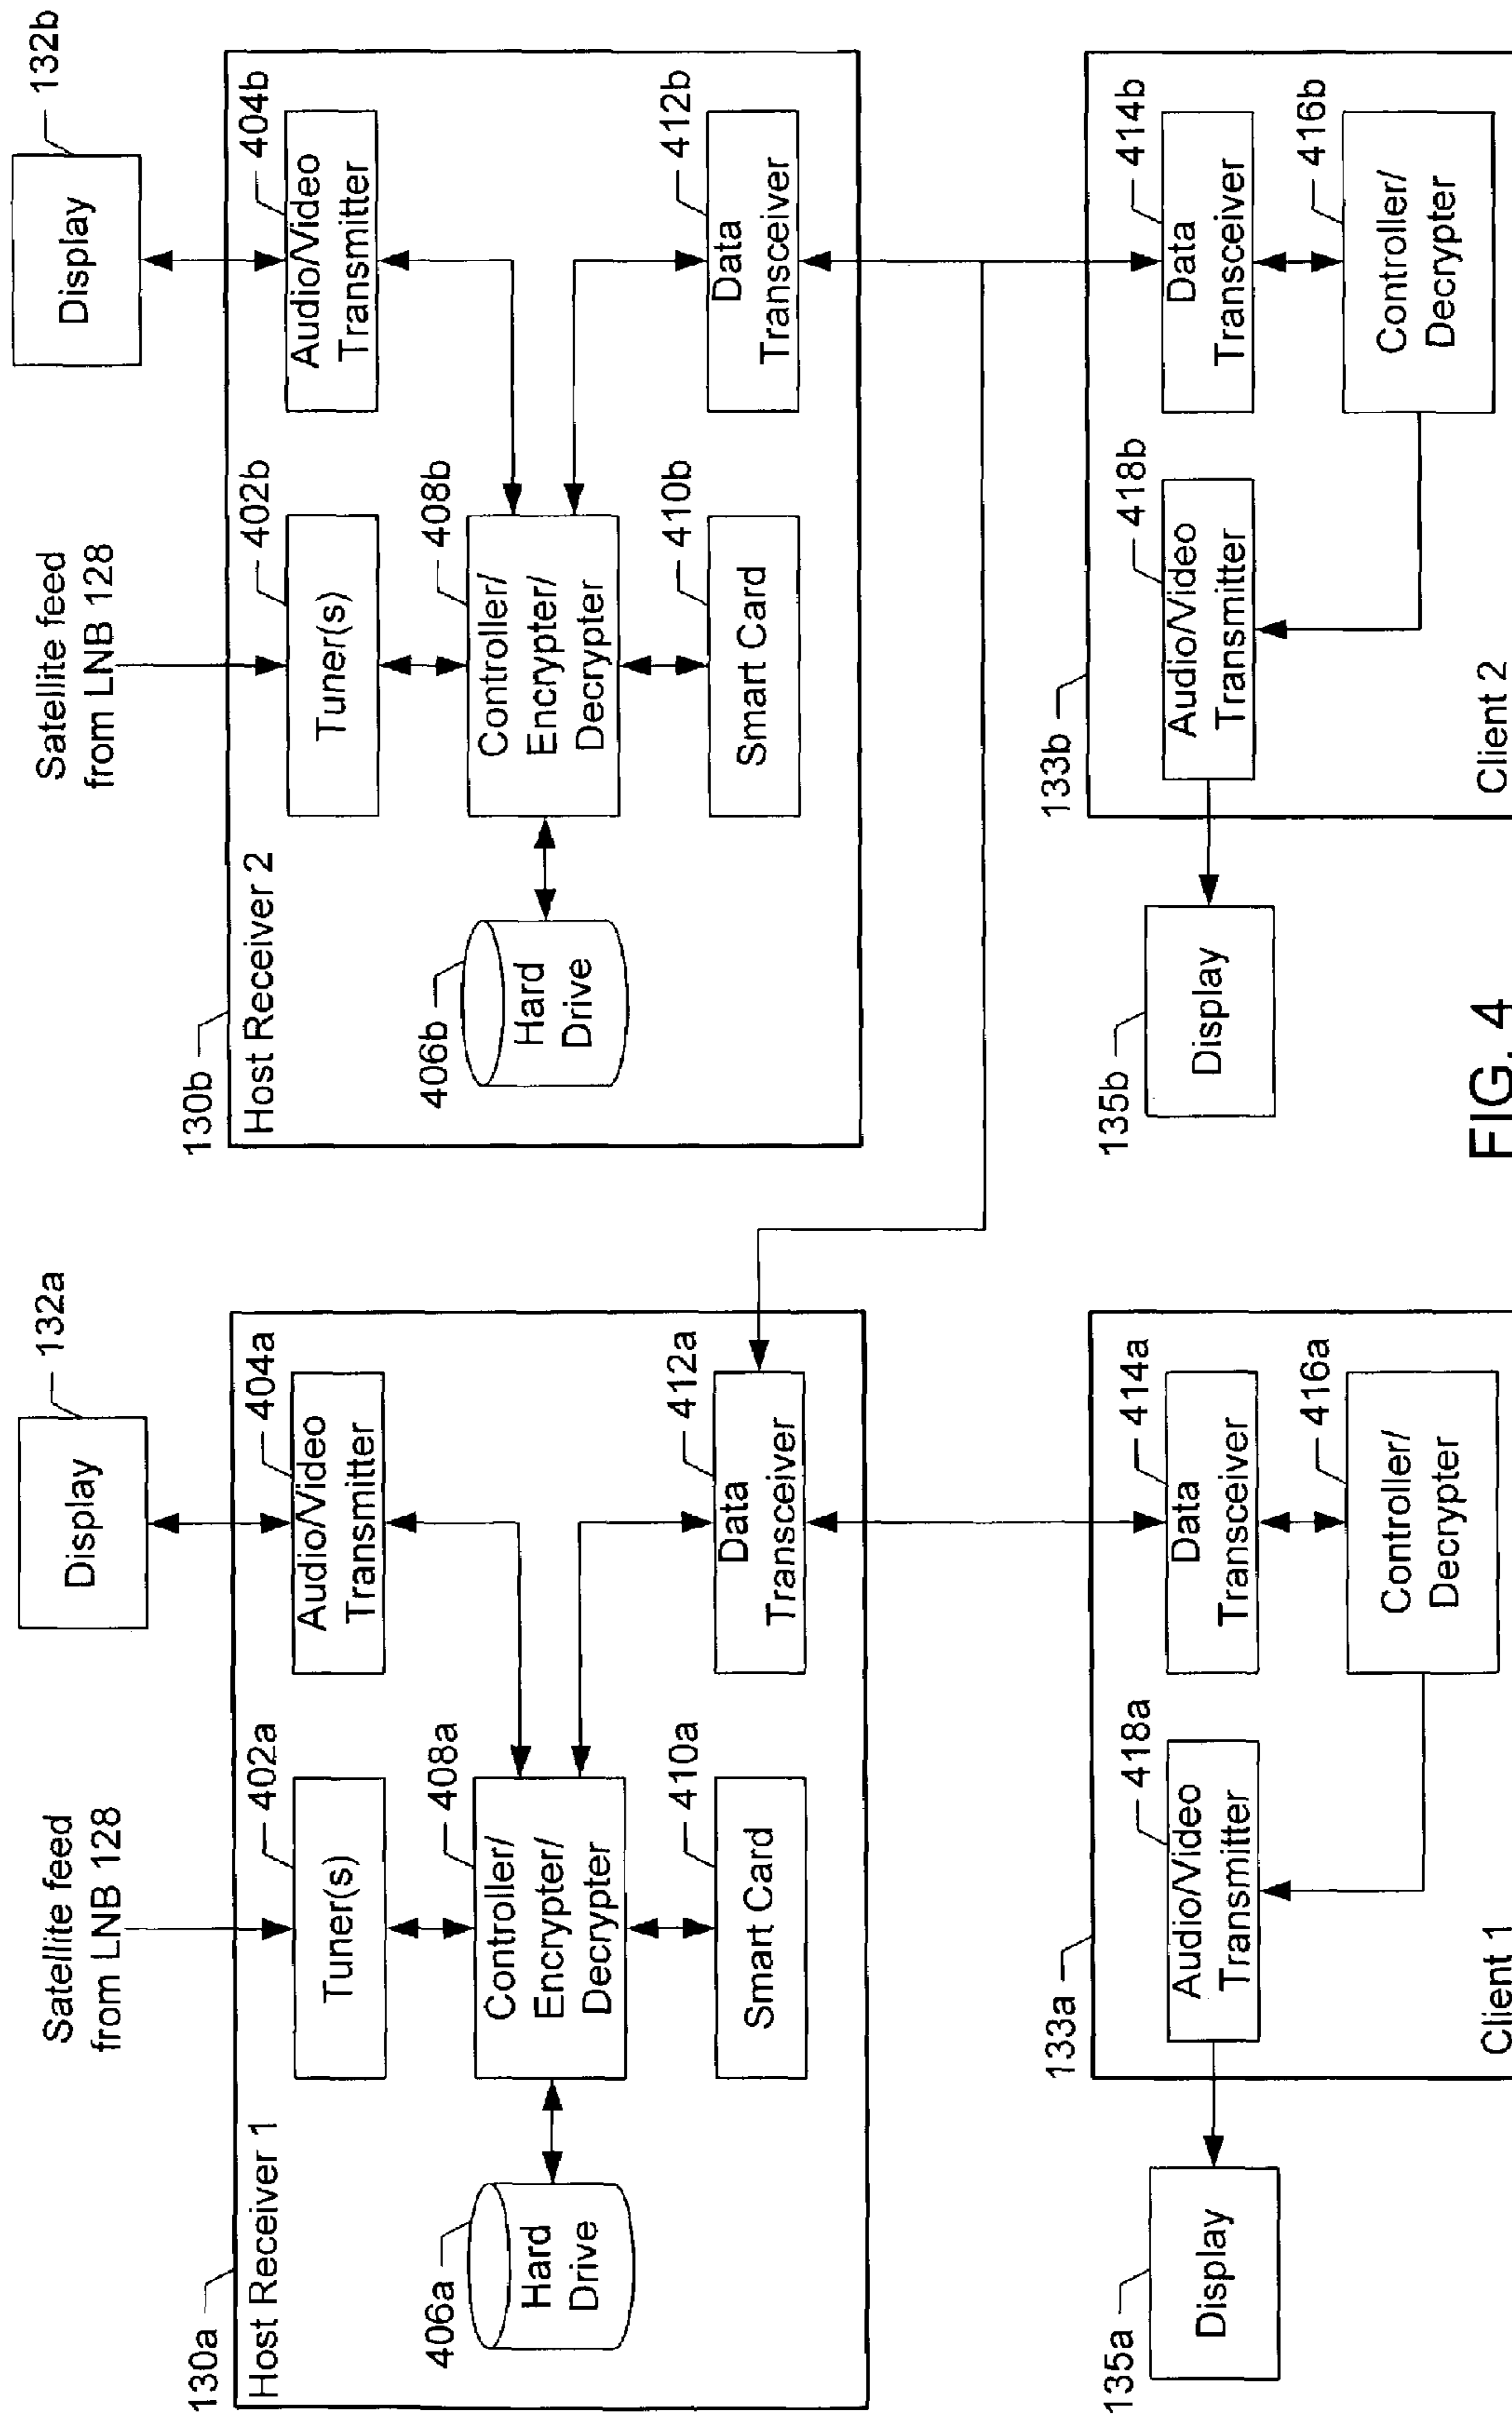 Satellite feed
from LNB 128
132a
Display
130a
Host Receiver 1
402a
Tuner(s)
404a
Audio/Video
Transmitter
406a
Hard
Drive
408a
Controller/
Encrypter/
Decrypter
410a
Smart Card
412a
Data
Transceiver
133a
418a
Audio/Video
Transmitter
414a
Data
Transceiver
416a
Controller/
Decrypter
135a
Display
Client 1
Satellite feed
from LNB 128
132b
Display
130b
Host Receiver 2
402b
Tuner(s)
404b
Audio/Video
Transmitter
406b
Hard
Drive
408b
Controller/
Encrypter/
Decrypter
410b
Smart Card
412b
Data
Transceiver
133b
418b
Audio/Video
Transmitter
414b
Data
Transceiver
416b
Controller/
Decrypter
135b
Display
Client 2
FIG. 4